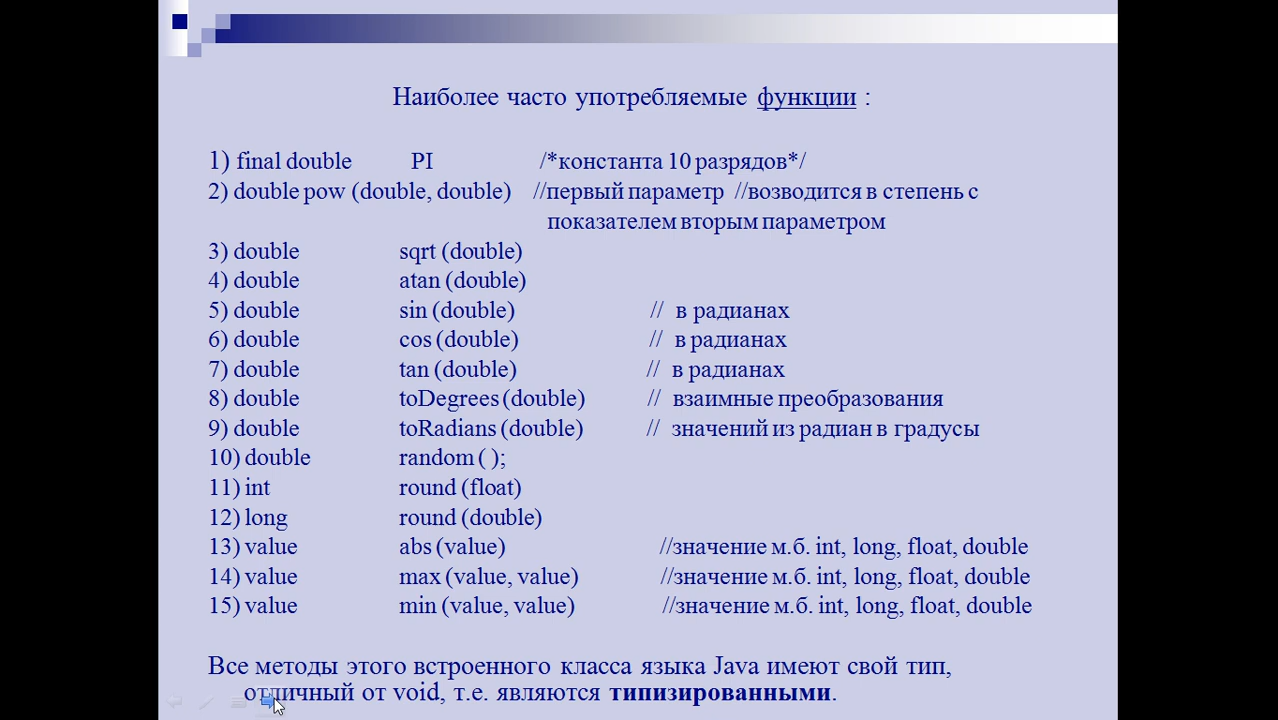 Наиболее часто употребляемые функции :
1) final double PI /*константа 10 разрядов*/
2) double pow (double, double) //первый параметр //возводится в степень с
показателем вторым параметром
3) double sqrt (double)
4) double atan (double)
5) double sin (double) // в радианах
6) double cos (double) // в радианах
7) double tan (double) // в радианах
8) double toDegrees (double) // взаимные преобразования
9) double toRadians (double) // значений из радиан в градусы
10) double random ( );
11) int round (float)
12) long round (double)
13) value abs (value) //значение м.б. int, long, float, double
14) value max (value, value) //значение м.б. int, long, float, double
15) value min (value, value) //значение м.б. int, long, float, double
Все методы этого встроенного класса языка Java имеют свой тип,
отличный от void, т.е. являются типизированными.